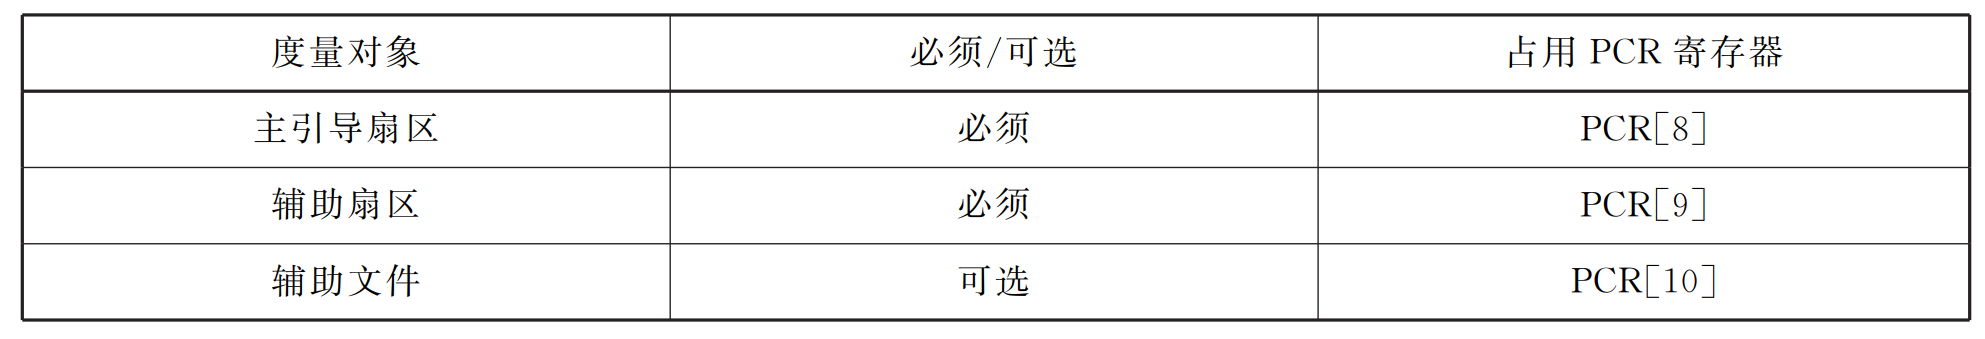 度量对象 必须/可选 占用 PCR 寄存器
主引导扇区 必须 PCR[8]
辅助扇区 必须 PCR[9]
辅助文件 可选 PCR[10]